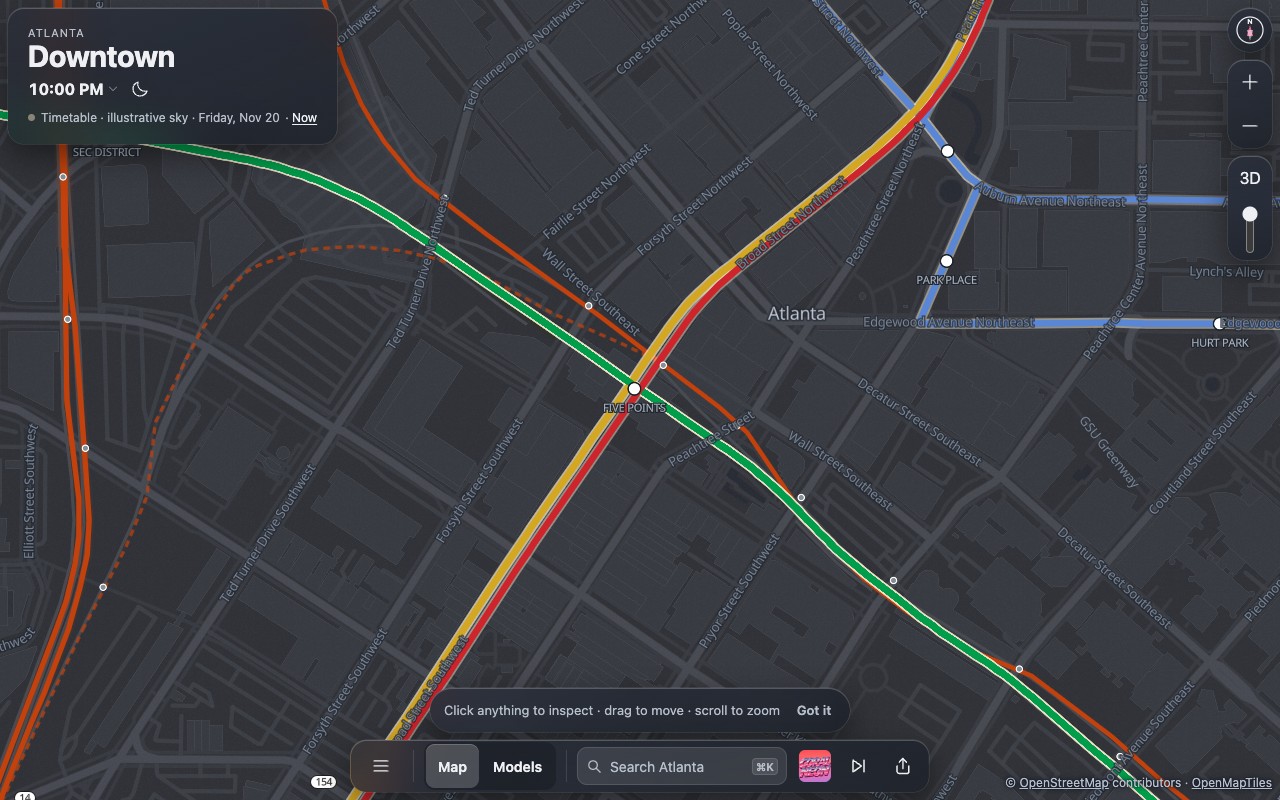 ATLANTA
Downtown
10:00 PM
Timetable · illustrative sky · Friday, Nov 20 · Now
SEC DISTRICT
Ted Turner Drive Northwest
Cone Street Northwest
Poplar Street Northwest
Peachtree Center
N
3D
Fairlie Street Northwest
Forsyth Street Northwest
Broad Street Northwest
Peachtree Street Northeast
Auburn Avenue Northeast
Peachtree Center Avenue Northeast
Wall Street Southeast
Ted Turner Drive Northwest
PARK PLACE
Lynch's Alley
Atlanta
Edgewood Avenue Northeast
Edgewood
HURT PARK
FIVE POINTS
Peachtree Street
Decatur Street Southeast
Wall Street Southeast
GSU Greenway
Courtland Street Southeast
Elliott Street Southwest
Ted Turner Drive Southwest
Forsyth Street Southwest
Pryor Street Southwest
Decatur Street Southeast
Forsyth Street Southwest
Broad Street Southwest
Click anything to inspect · drag to move · scroll to zoom Got it
Map
Models
Search Atlanta
⌘K
154
14
© OpenStreetMap contributors · OpenMapTiles